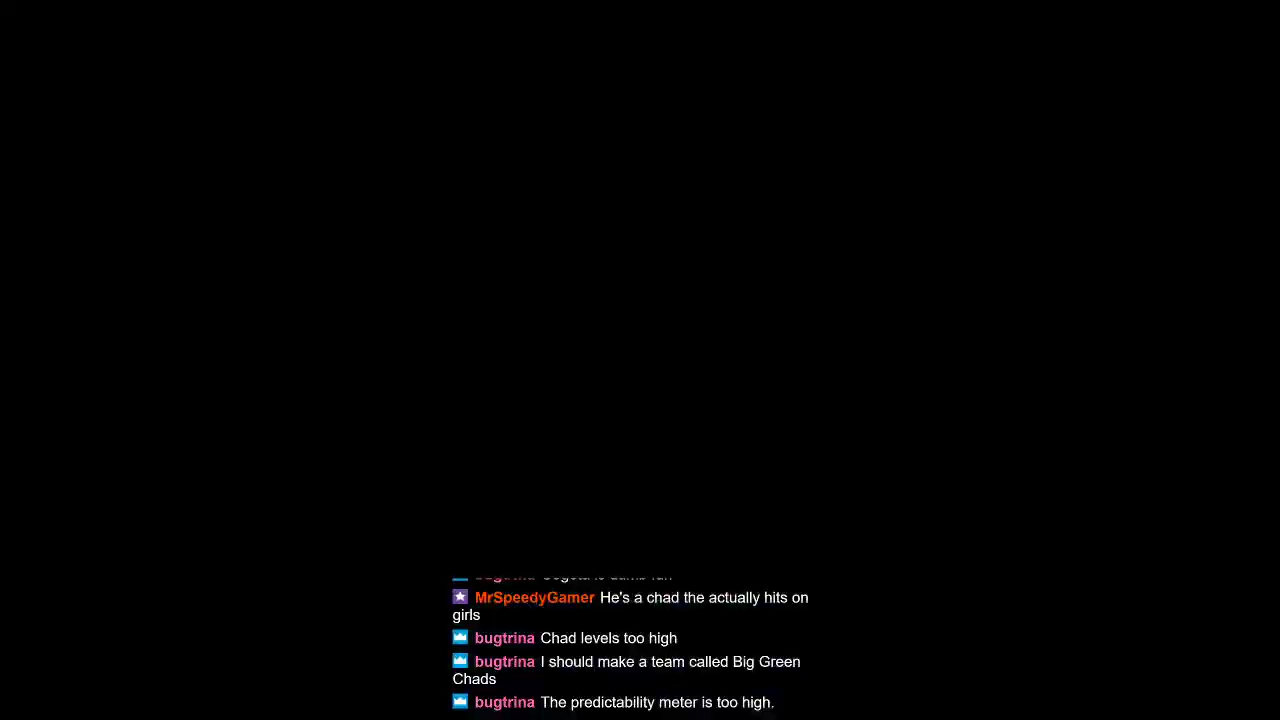 MrSpeedyGamer He's a chad the actually hits on
girls
bugtrina Chad levels too high
bugtrina I should make a team called Big Green
Chads
bugtrina The predictability meter is too high.